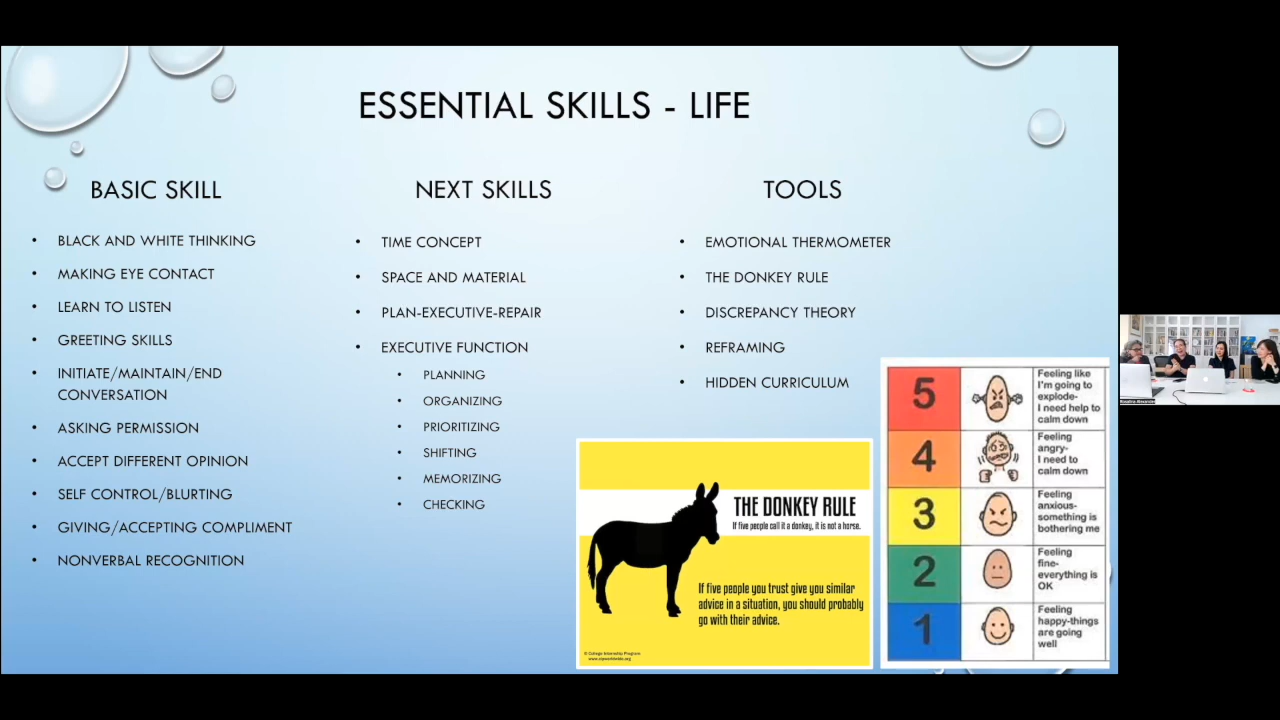 ESSENTIAL SKILLS - LIFE
BASIC SKILL
• BLACK AND WHITE THINKING
• MAKING EYE CONTACT
• LEARN TO LISTEN
• GREETING SKILLS
• INITIATE/MAINTAIN/END
CONVERSATION
• ASKING PERMISSION
• ACCEPT DIFFERENT OPINION
• SELF CONTROL/BLURTING
• GIVING/ACCEPTING COMPLIMENT
• NONVERBAL RECOGNITION
NEXT SKILLS
• TIME CONCEPT
• SPACE AND MATERIAL
• PLAN-EXECUTIVE-REPAIR
• EXECUTIVE FUNCTION
• PLANNING
• ORGANIZING
• PRIORITIZING
• SHIFTING
• MEMORIZING
• CHECKING
TOOLS
• EMOTIONAL THERMOMETER
• THE DONKEY RULE
• DISCREPANCY THEORY
• REFRAMING
• HIDDEN CURRICULUM
THE DONKEY RULE
If five people call it a donkey, it is not a horse.
If five people you trust give you similar
advice in a situation, you should probably
go with their advice.
© College Internship Program
5
Feeling like
I'm going to
explode-
I need help to
calm down
4
Feeling
angry-
I need to
calm down
3
Feeling
anxious-
something is
bothering me
2
Feeling
fine-
everything is
OK
1
Feeling
happy-things
are going
well